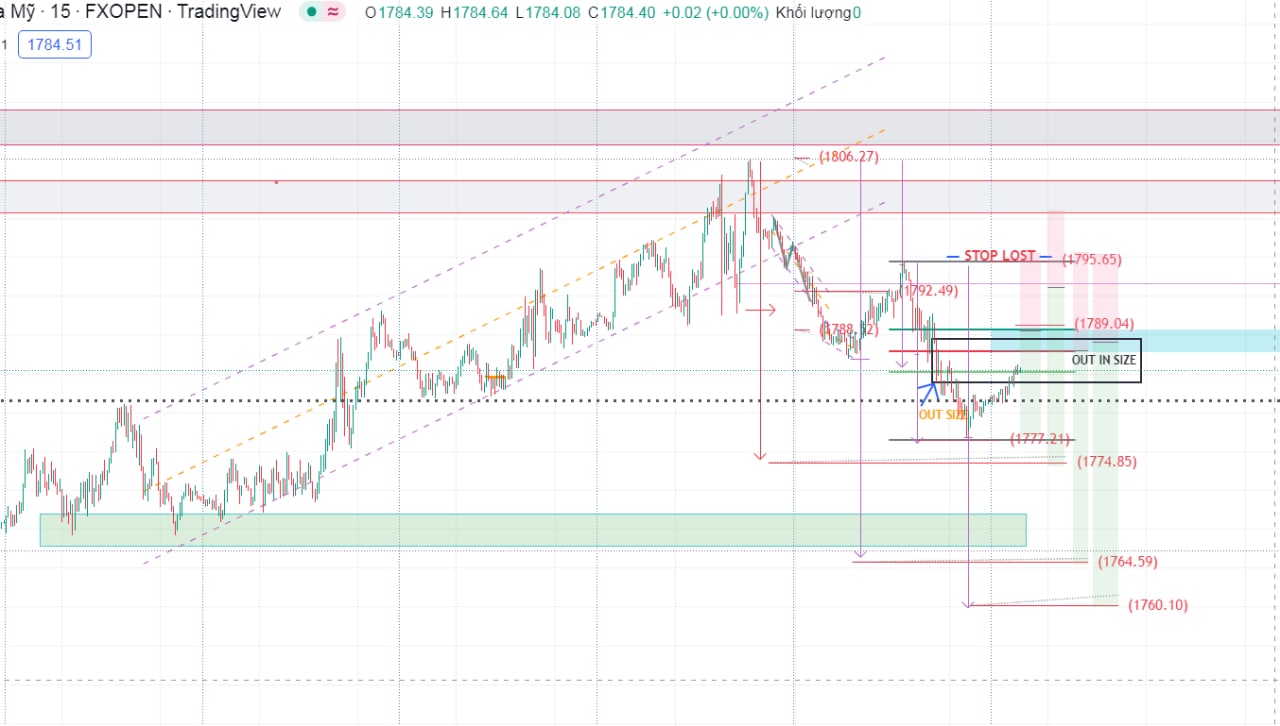 a Mỹ · 15 · FXOPEN · TradingView O1784.39 H1784.64 L1784.08 C1784.40 +0.02 (+0.00%) Khối lượng0
1 1784.51
(1806.27)
STOP LOST (1795.65)
(1792.49)
(1789.04)
OUT IN SIZE
OUT SIZE
(1777.21)
(1774.85)
(1764.59)
(1760.10)